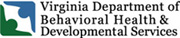 Virginia Department of
Behavioral Health &
Developmental Services